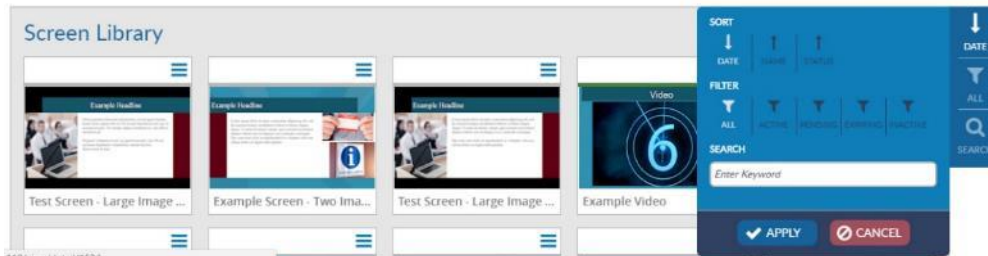 Screen Library
Example Headline
Example Headline
Example Headline
Video
6
Test Screen - Large Image ...
Example Screen - Two Ima...
Test Screen - Large Image ...
Example Video
SORT
DATE NAME STATUS
FILTER
ALL ACTIVE PENDING EXPIRING INACTIVE
SEARCH
Enter Keyword
APPLY CANCEL
DATE
ALL
SEARCH